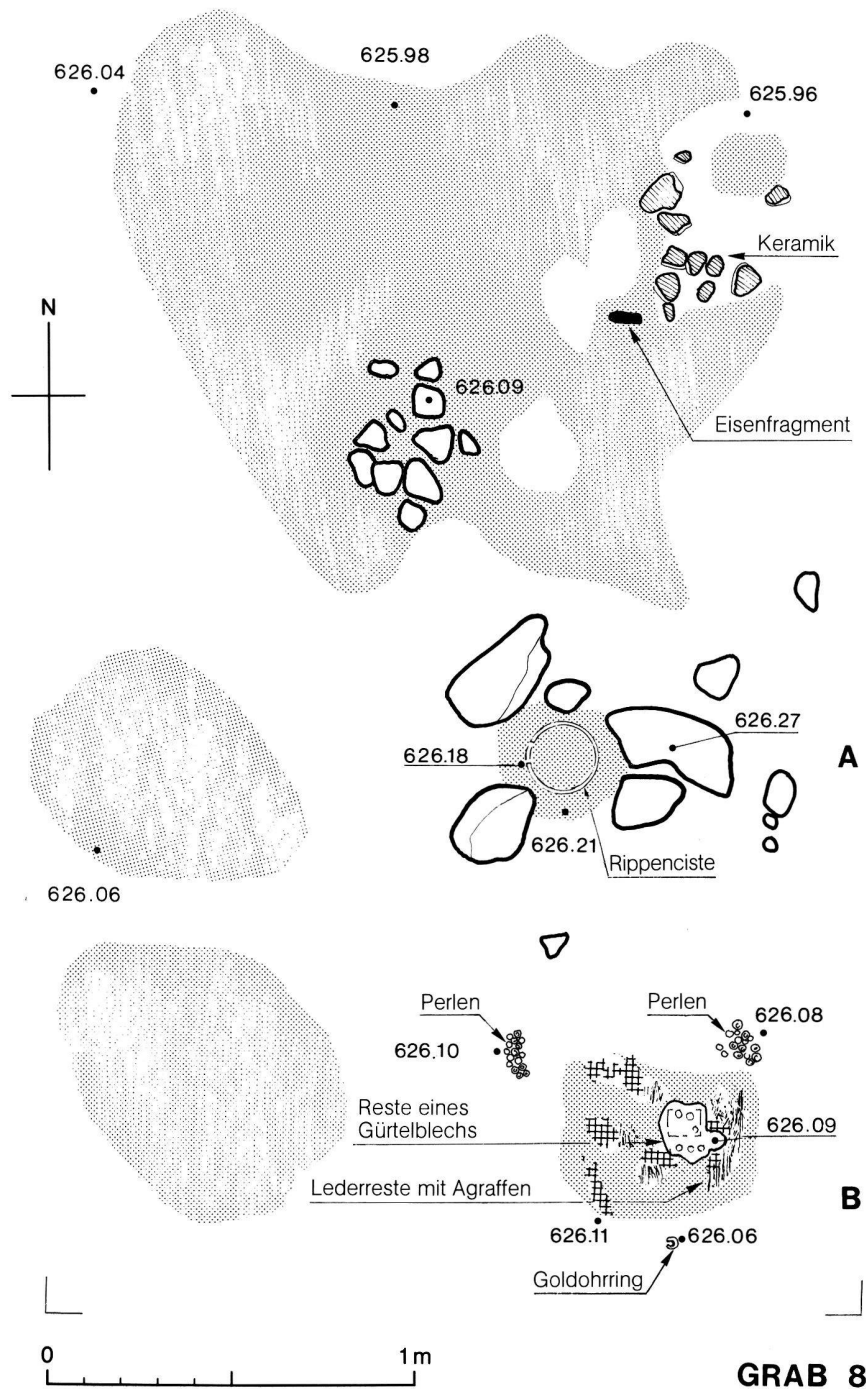 625.98
626.04
625.96
Keramik
N
626.09
Eisenfragment
626.27
626.18
A
626.21
Rippenciste
626.06
Perlen
Perlen
626.08
626.10
Reste eines
Gürtelblechs
626.09
Lederreste mit Agraffen
B
626.11
626.06
Goldohrring
0
1m
GRAB 8